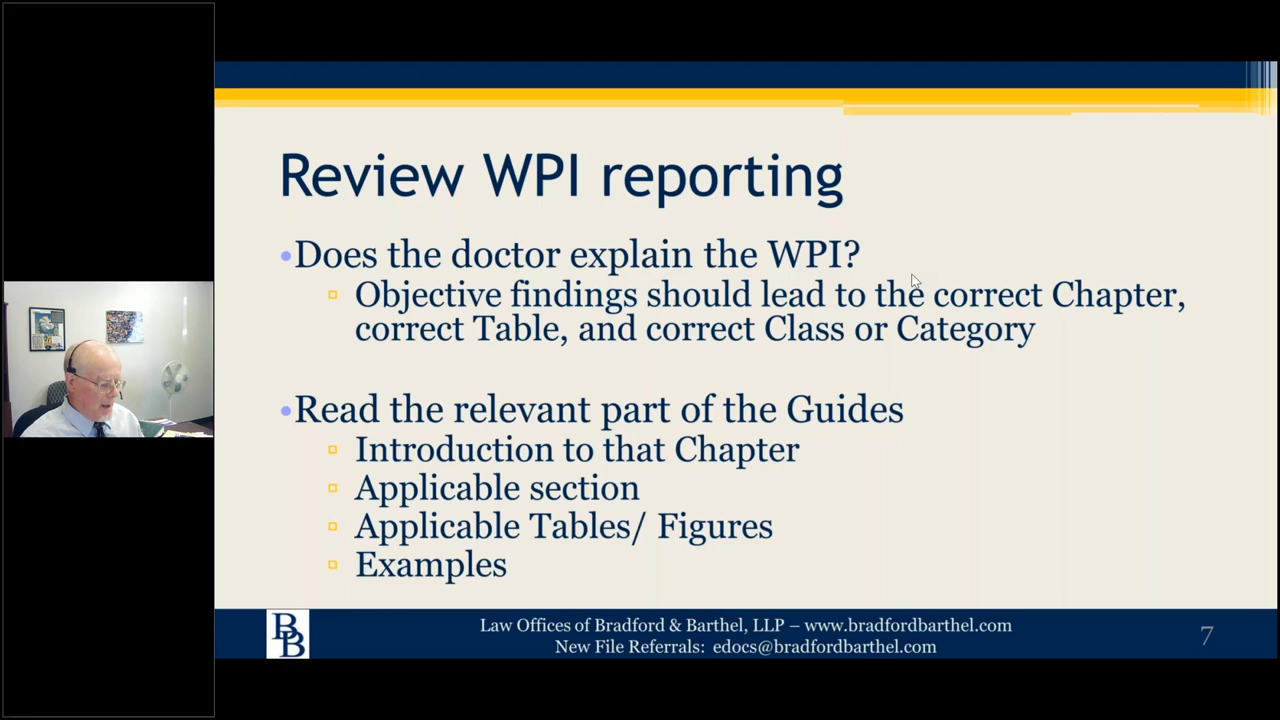 Review WPI reporting
•Does the doctor explain the WPI?
▫ Objective findings should lead to the correct Chapter,
correct Table, and correct Class or Category
•Read the relevant part of the Guides
▫ Introduction to that Chapter
▫ Applicable section
▫ Applicable Tables/ Figures
▫ Examples
BB
Law Offices of Bradford & Barthel, LLP – www.bradfordbarthel.com
New File Referrals: edocs@bradfordbarthel.com
7